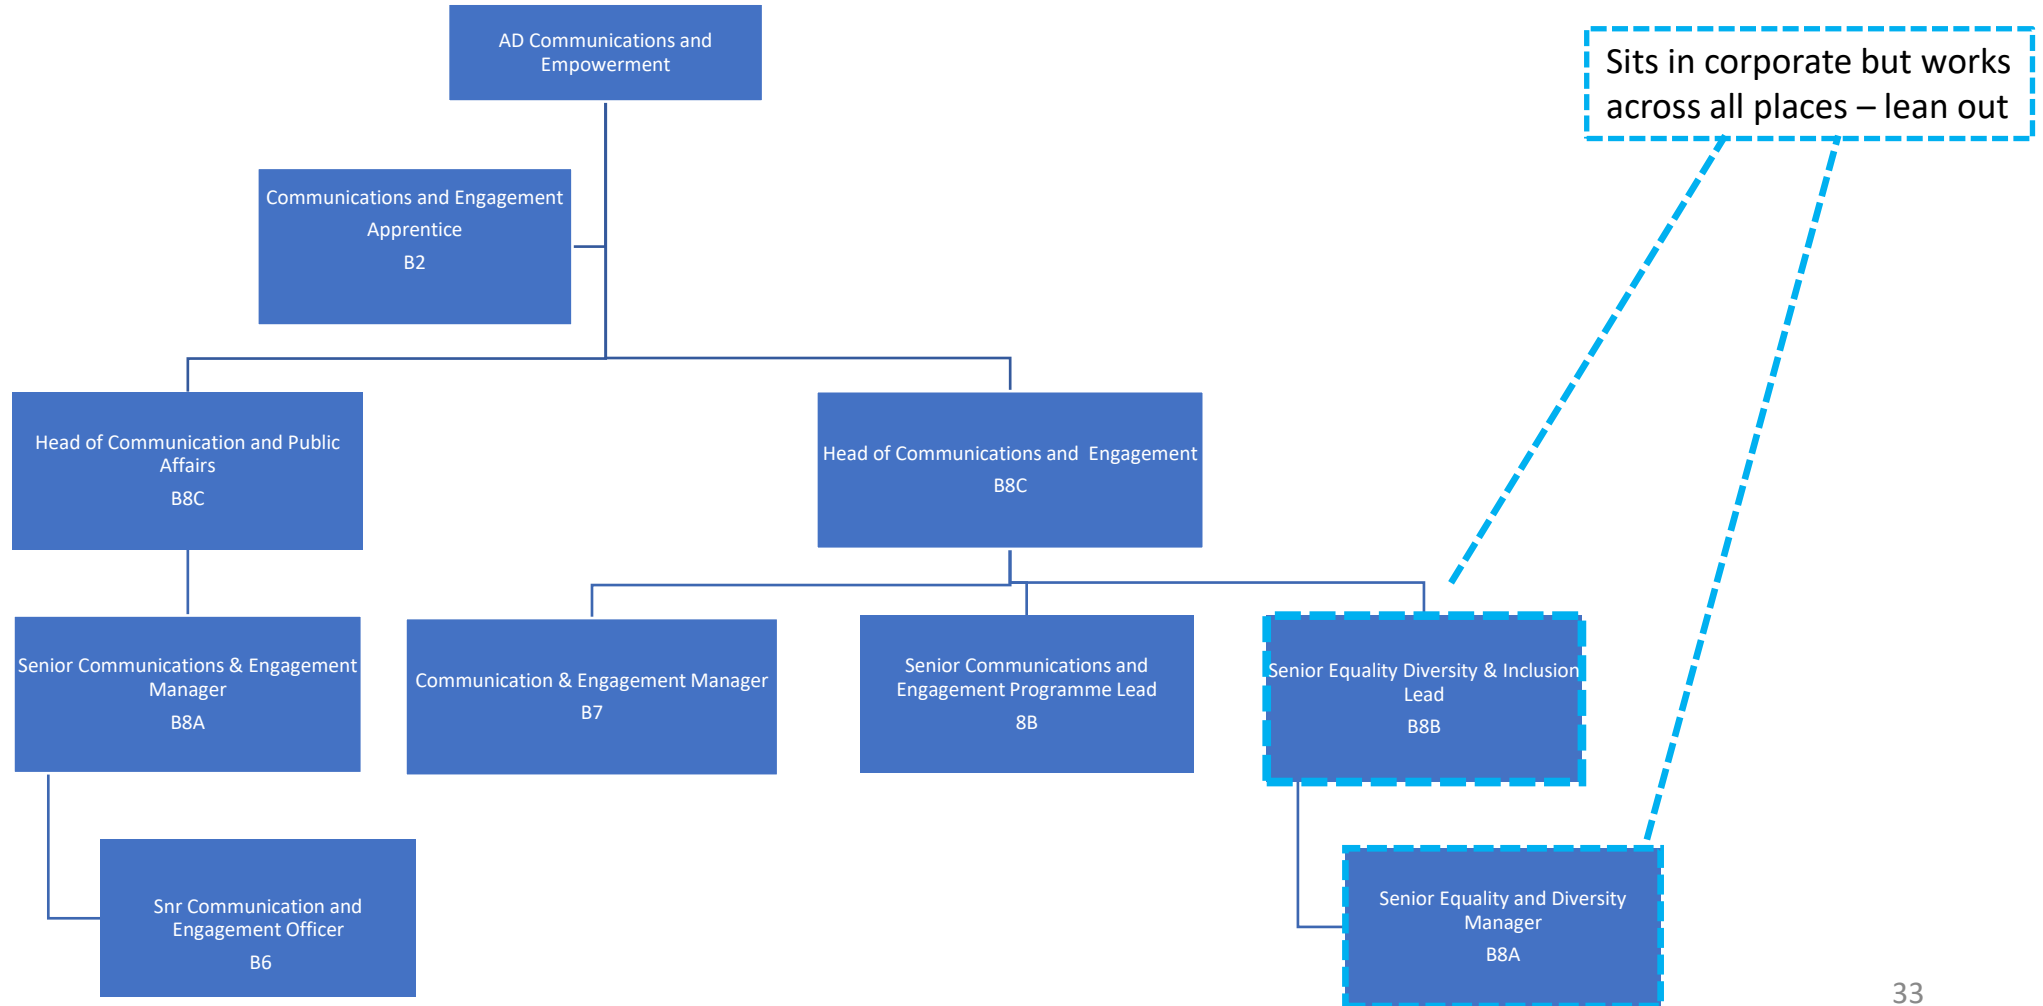 AD Communications and
Empowerment
Sits in corporate but works
across all places – lean out
Communications and Engagement
Apprentice
B2
Head of Communication and Public
Affairs
B8C
Head of Communications and  Engagement
B8C
Senior Communications & Engagement
Manager
B8A
Communication & Engagement Manager
B7
Senior Communications and
Engagement Programme Lead
8B
Senior Equality Diversity & Inclusion
Lead
B8B
Snr Communication and
Engagement Officer
B6
Senior Equality and Diversity
Manager
B8A
33